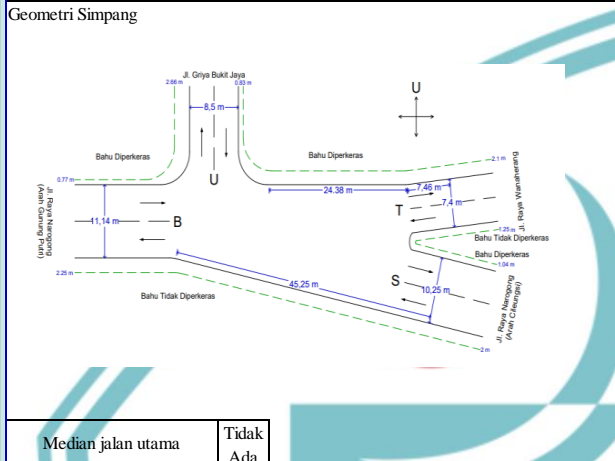 Geometri Simpang
Jl. Griya Bukit Jaya
2.66 m
0.83 m
8,5 m
U
Bahu Diperkeras
Bahu Diperkeras
2.1 m
0.77 m
U
24.38 m
7,46 m
7,4 m
T
Jl. Raya Wanaherang
Jl. Raya Narogong
(Arah Gunung Putri)
11,14 m
B
1.25 m
Bahu Tidak Diperkeras
Bahu Diperkeras
1.04 m
2.25 m
45,25 m
S
10,25 m
Bahu Tidak Diperkeras
Jl. Raya Narogong
(Arah Cileungsi)
2 m
Median jalan utama
Tidak
Ada